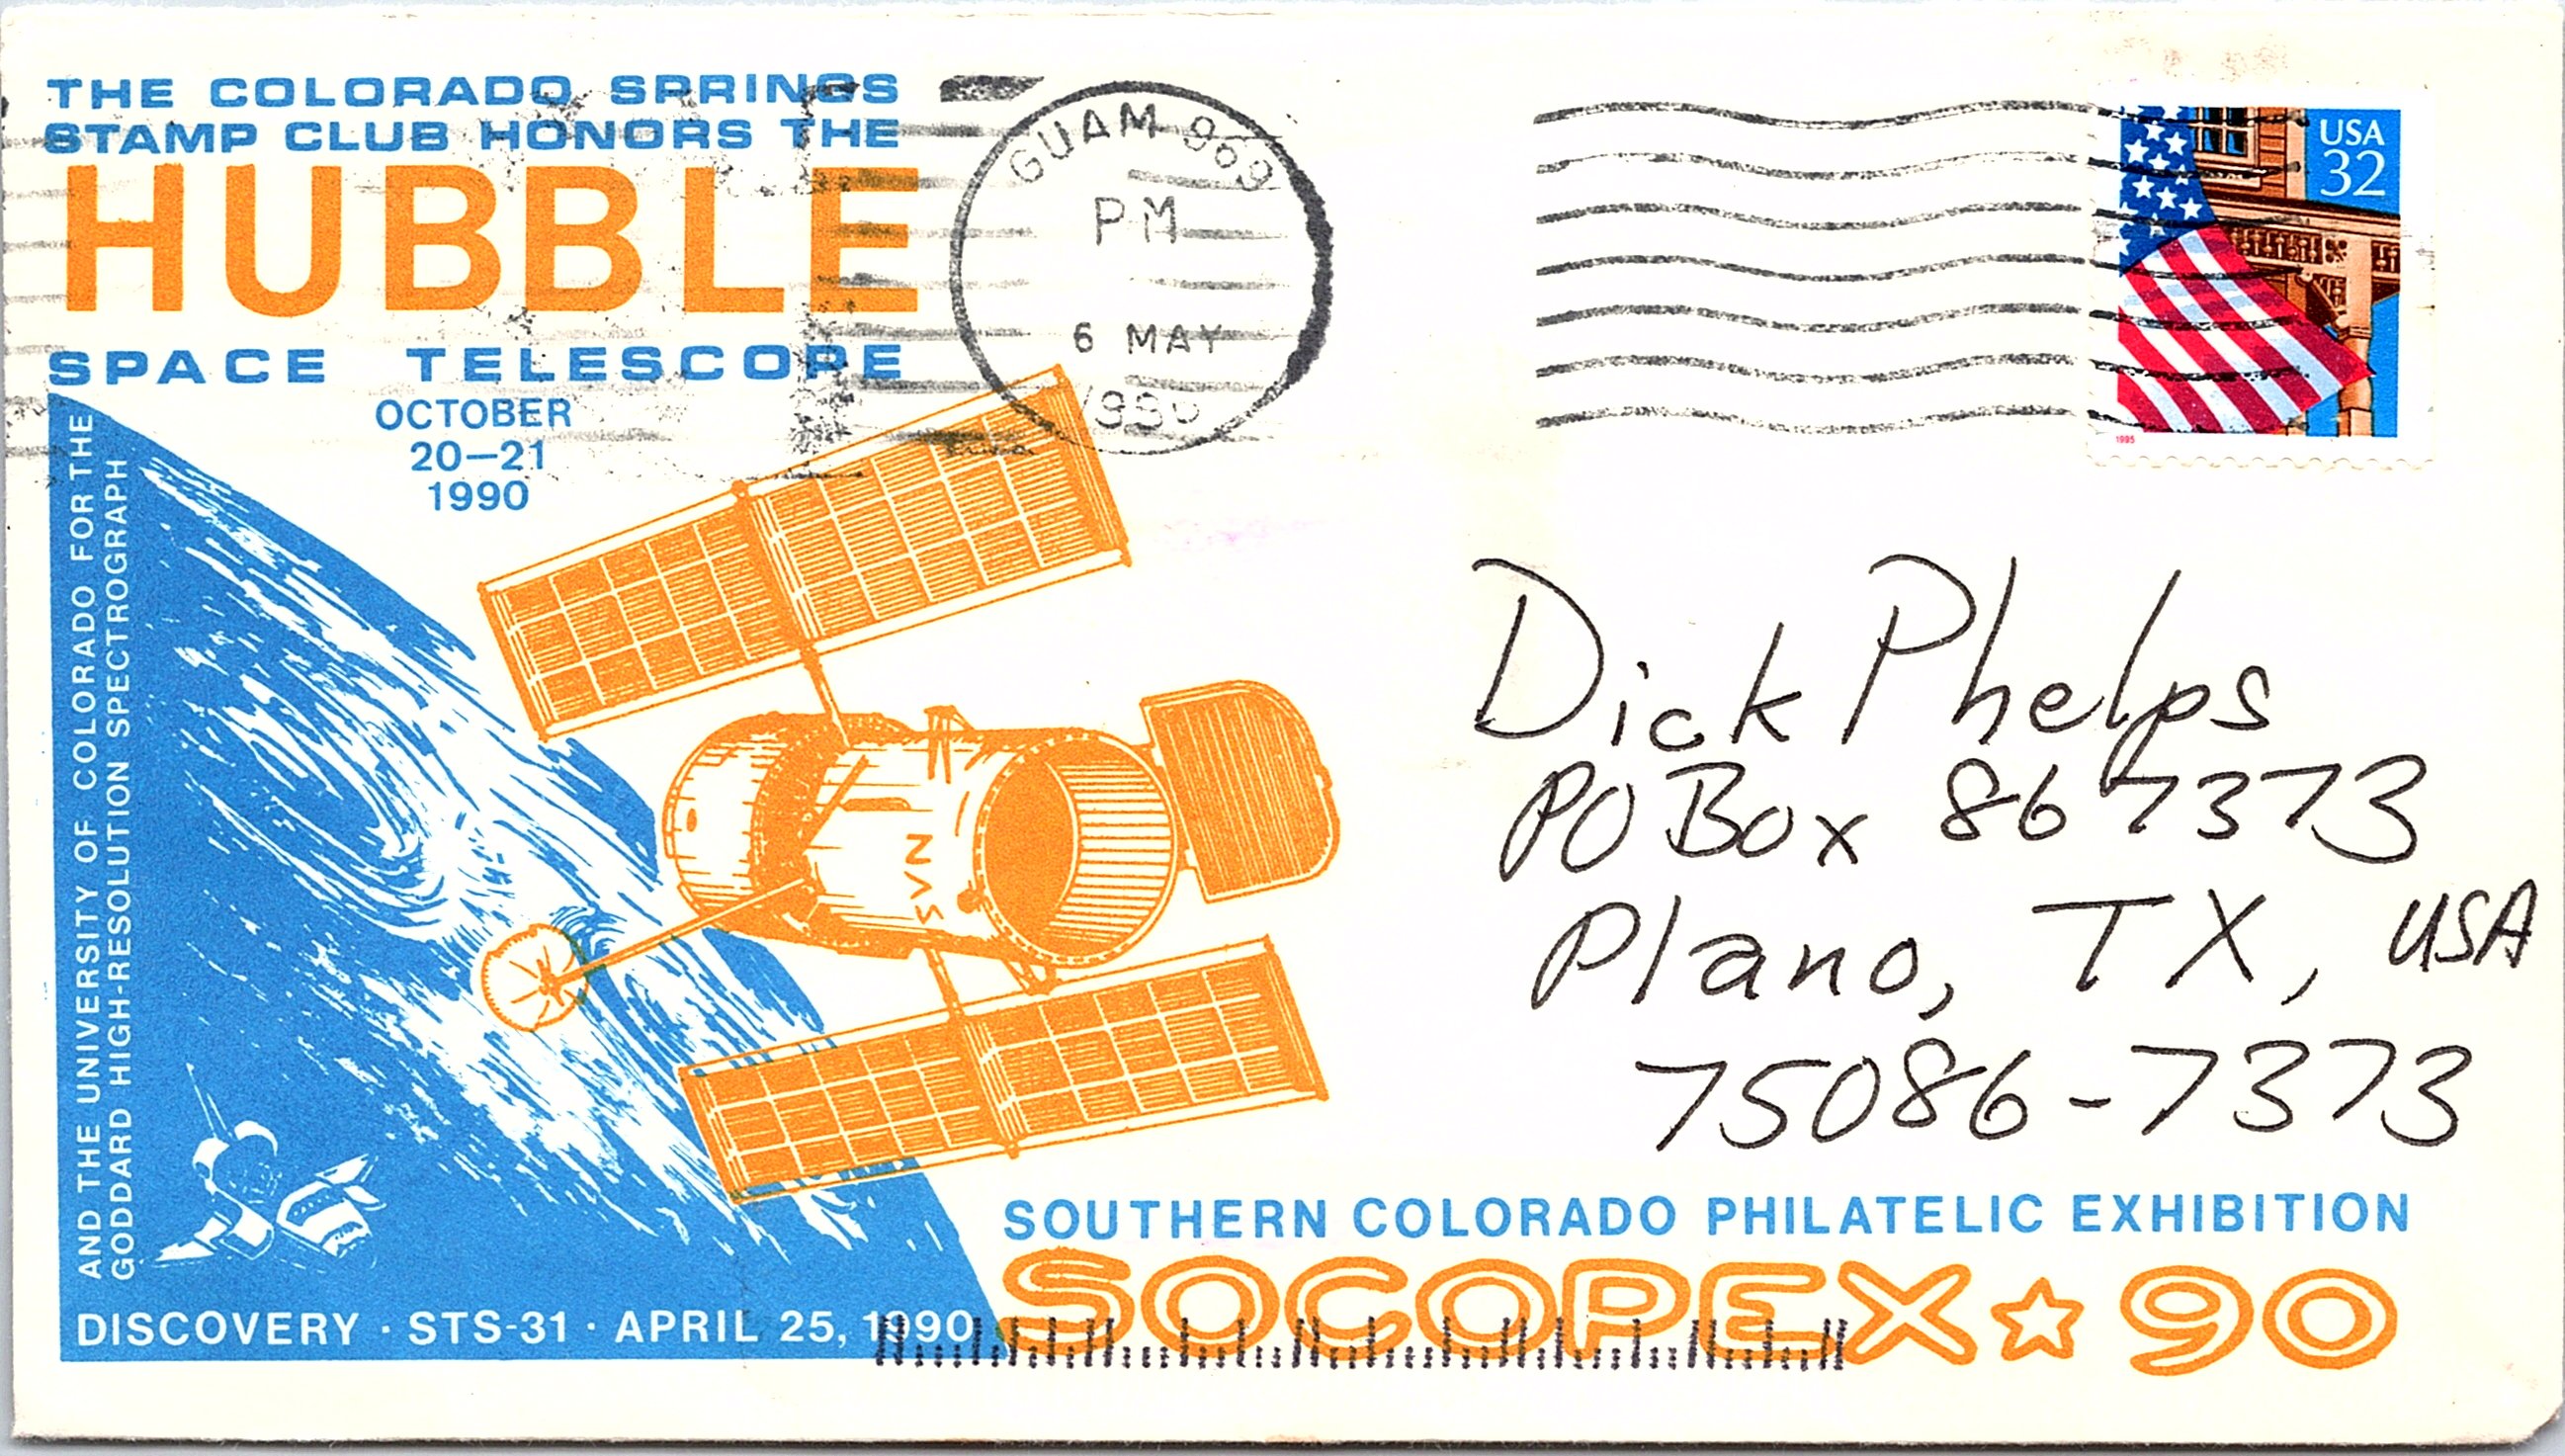 THE COLORADO SPRINGS
STAMP CLUB HONORS THE
HUBBLE
SPACE TELESCOPE
OCTOBER
20–21
1990
AND THE UNIVERSITY OF COLORADO FOR THE
GODDARD HIGH-RESOLUTION SPECTROGRAPH
DISCOVERY · STS-31 · APRIL 25, 1990
GUAM 969
PM
6 MAY
USA
32
1995
NASA
Dick Phelps
PO Box 867373
Plano, TX, USA
75086-7373
SOUTHERN COLORADO PHILATELIC EXHIBITION
SOCOPEX ☆ 90